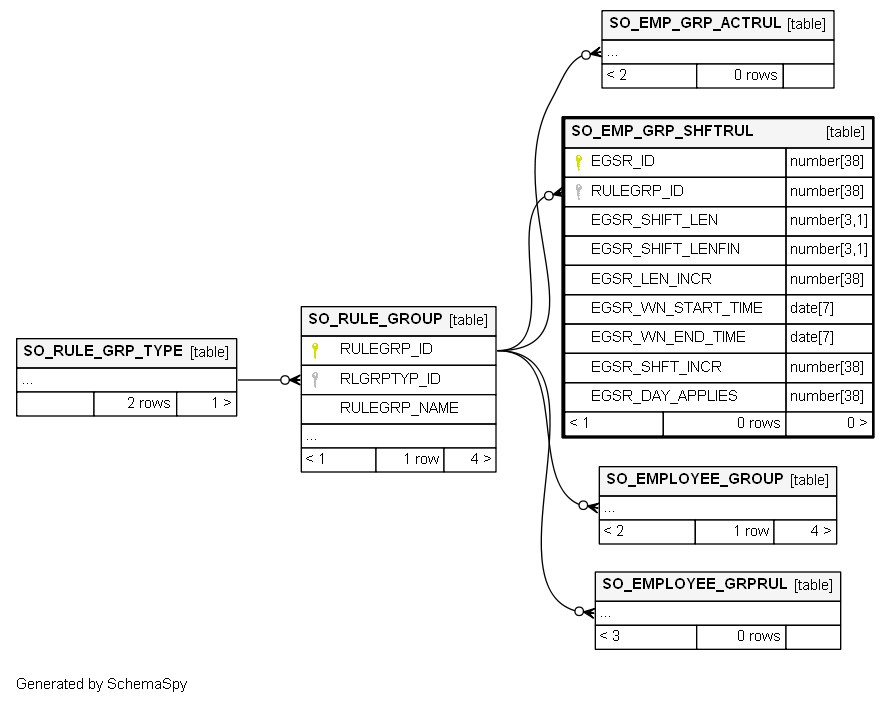 SO_EMP_GRP_ACTRUL [table]
...
< 2 0 rows
SO_EMP_GRP_SHFTRUL [table]
EGSR_ID number[38]
RULEGRP_ID number[38]
EGSR_SHIFT_LEN number[3,1]
EGSR_SHIFT_LENFIN number[3,1]
EGSR_LEN_INCR number[38]
EGSR_WN_START_TIME date[7]
EGSR_WN_END_TIME date[7]
EGSR_SHFT_INCR number[38]
EGSR_DAY_APPLIES number[38]
< 1 0 rows 0 >
SO_RULE_GROUP [table]
RULEGRP_ID
RLGRPTYP_ID
RULEGRP_NAME
...
< 1 1 row 4 >
SO_RULE_GRP_TYPE [table]
...
2 rows 1 >
SO_EMPLOYEE_GROUP [table]
...
< 2 1 row 4 >
SO_EMPLOYEE_GRPRUL [table]
...
< 3 0 rows
Generated by SchemaSpy